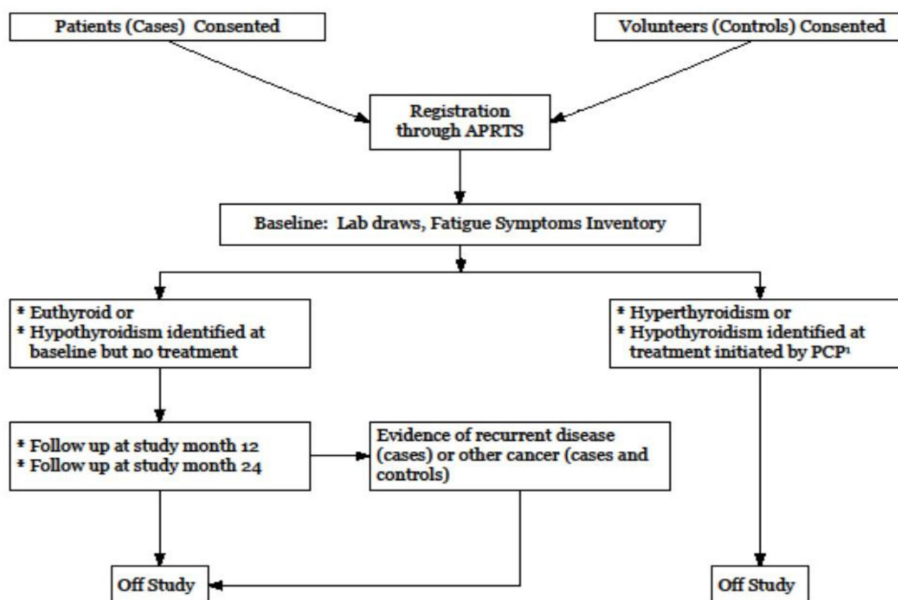 Patients (Cases) Consented
Volunteers (Controls) Consented
Registration
through APRTS
Baseline: Lab draws, Fatigue Symptoms Inventory
* Euthyroid or
* Hypothyroidism identified at
baseline but no treatment
* Hyperthyroidism or
* Hypothyroidism identified at
treatment initiated by PCP¹
* Follow up at study month 12
* Follow up at study month 24
Evidence of recurrent disease
(cases) or other cancer (cases and
controls)
Off Study
Off Study